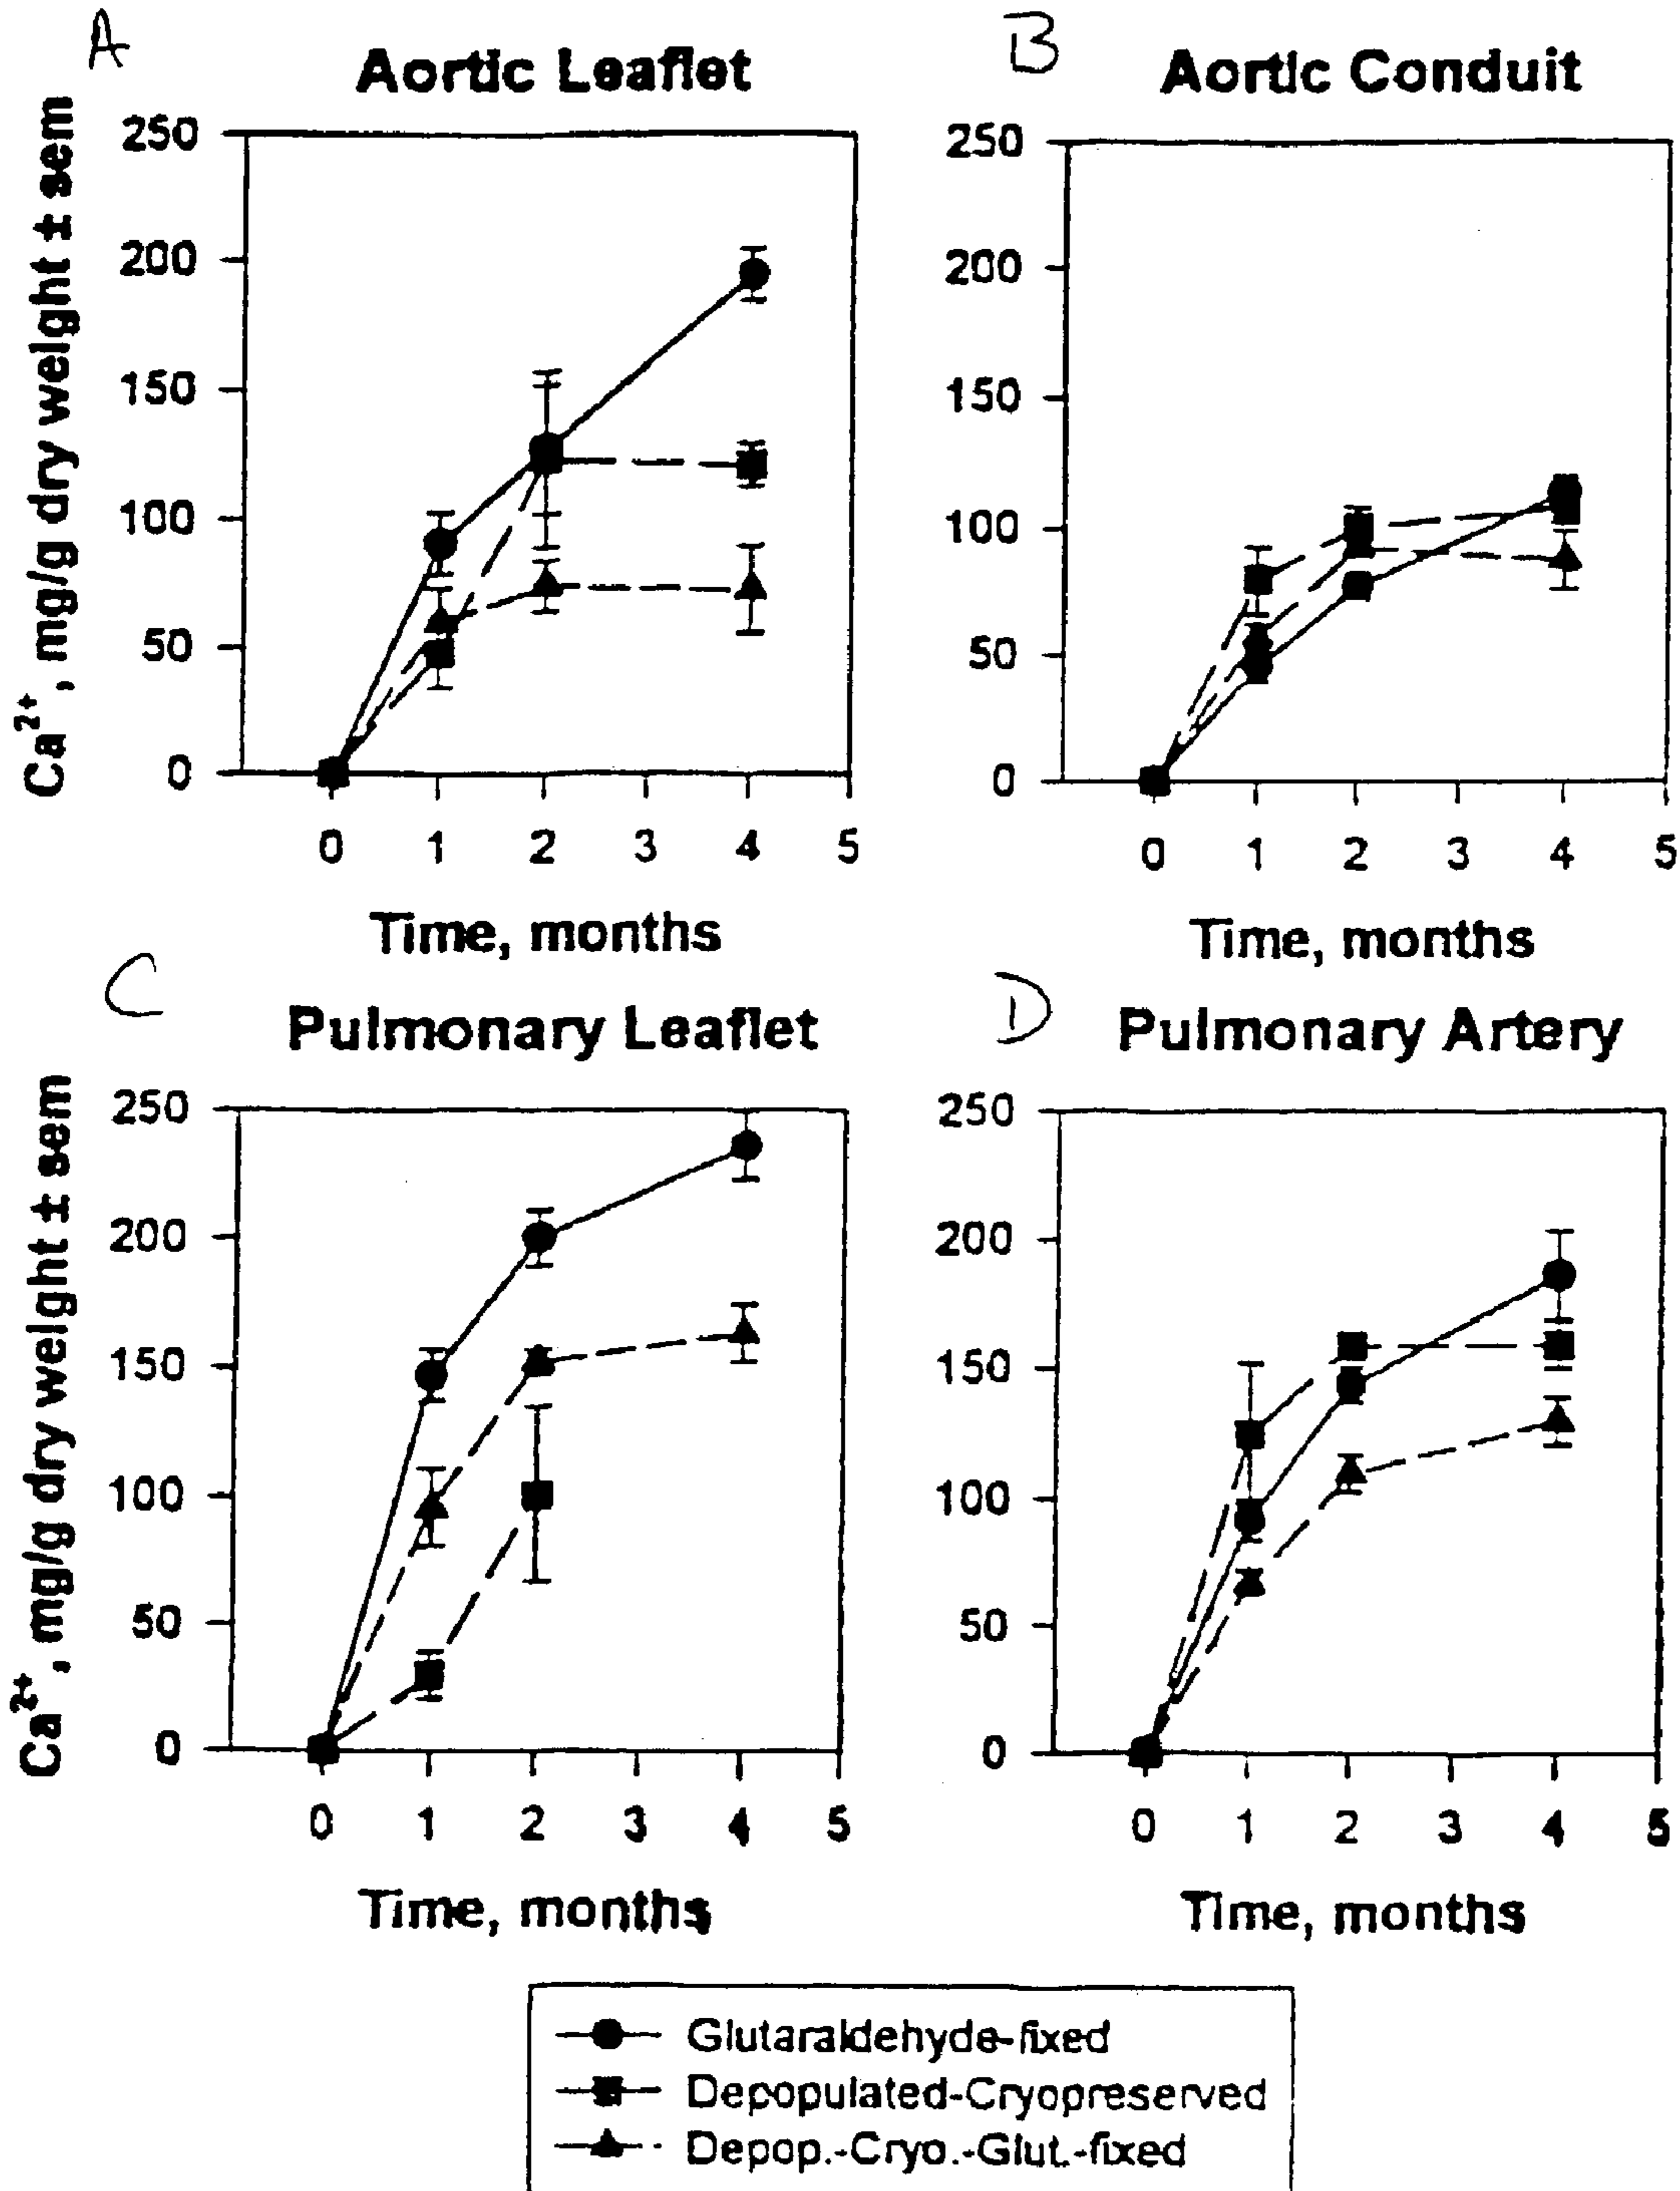 A
Aortic Leaflet
B
Aortic Conduit
Ca²⁺, mg/g dry weight ± sem
250
200
150
100
50
0
0 1 2 3 4 5
Time, months
250
200
150
100
50
0
0 1 2 3 4 5
Time, months
C
Pulmonary Leaflet
D
Pulmonary Artery
Ca²⁺, mg/g dry weight ± sem
250
200
150
100
50
0
0 1 2 3 4 5
Time, months
250
200
150
100
50
0
0 1 2 3 4 5
Time, months
Glutaraldehyde-fixed
Depopulated-Cryopreserved
Depop.-Cryo.-Glut.-fixed